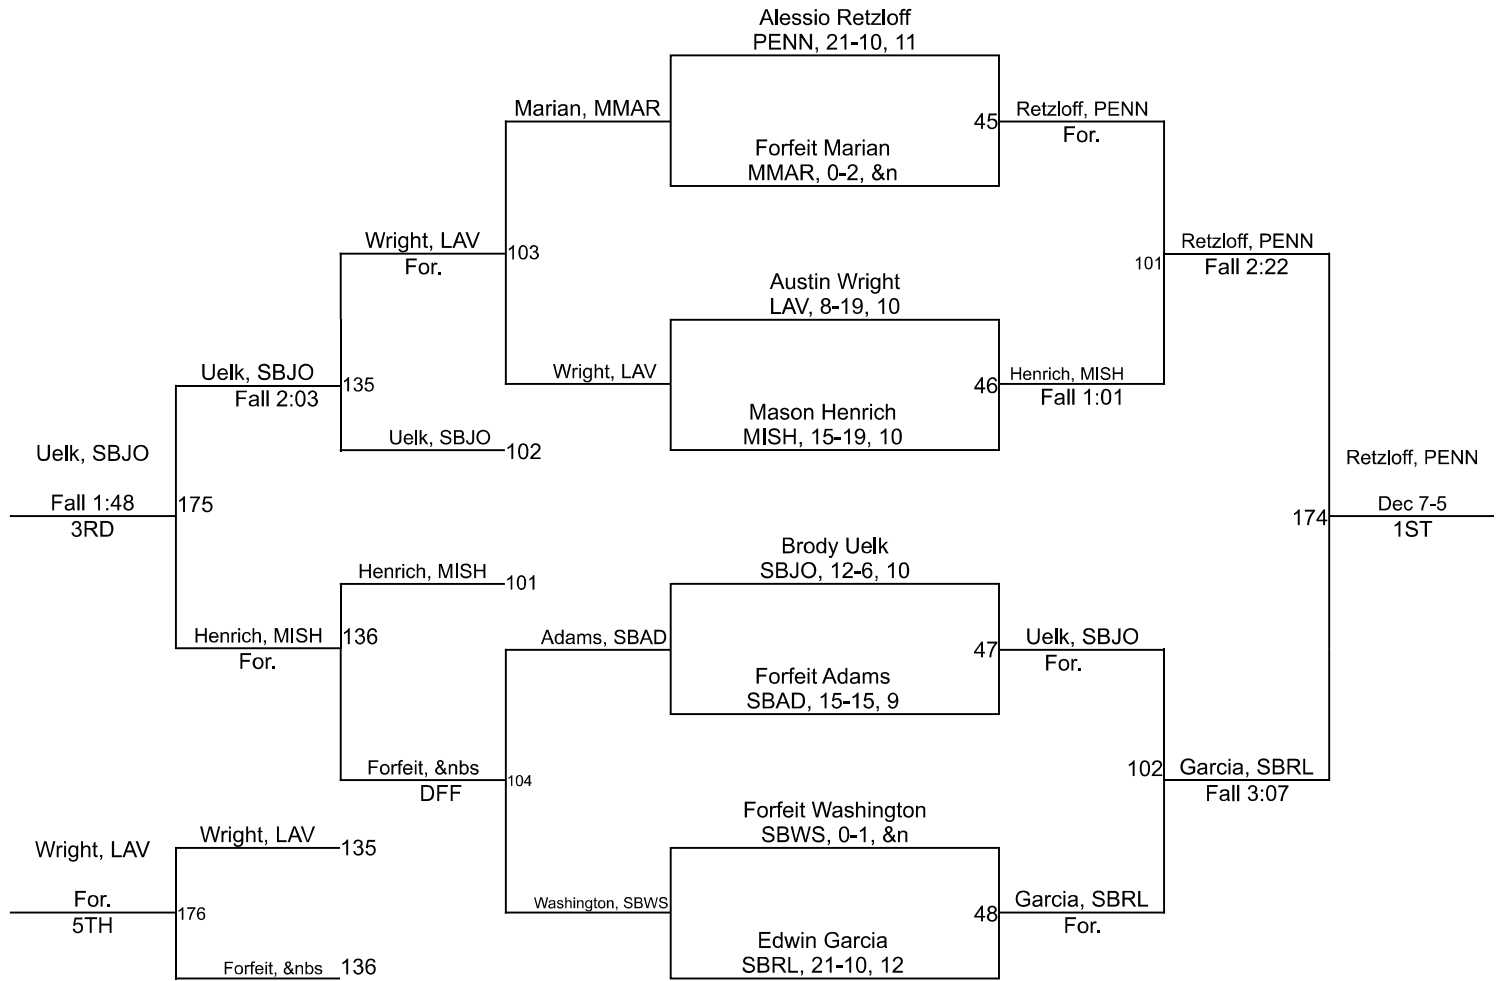 Alessio Retzloff
PENN, 21-10, 11
Marian, MMAR
45
Retzloff, PENN
For.
Forfeit Marian
MMAR, 0-2, &n
Wright, LAV
For.
103
Retzloff, PENN
Fall 2:22
101
Austin Wright
LAV, 8-19, 10
Uelk, SBJO
Fall 2:03
135
Wright, LAV
46
Henrich, MISH
Fall 1:01
Mason Henrich
MISH, 15-19, 10
Uelk, SBJO
102
Uelk, SBJO
Fall 1:48
3RD
175
Retzloff, PENN
174
Dec 7-5
1ST
Brody Uelk
SBJO, 12-6, 10
Henrich, MISH
101
Henrich, MISH
For.
136
Adams, SBAD
47
Uelk, SBJO
For.
Forfeit Adams
SBAD, 15-15, 9
Forfeit, &nbs
DFF
104
102
Garcia, SBRL
Fall 3:07
Forfeit Washington
SBWS, 0-1, &n
Wright, LAV
135
Wright, LAV
For.
5TH
176
Washington, SBWS
48
Garcia, SBRL
For.
Edwin Garcia
SBRL, 21-10, 12
Forfeit, &nbs
136